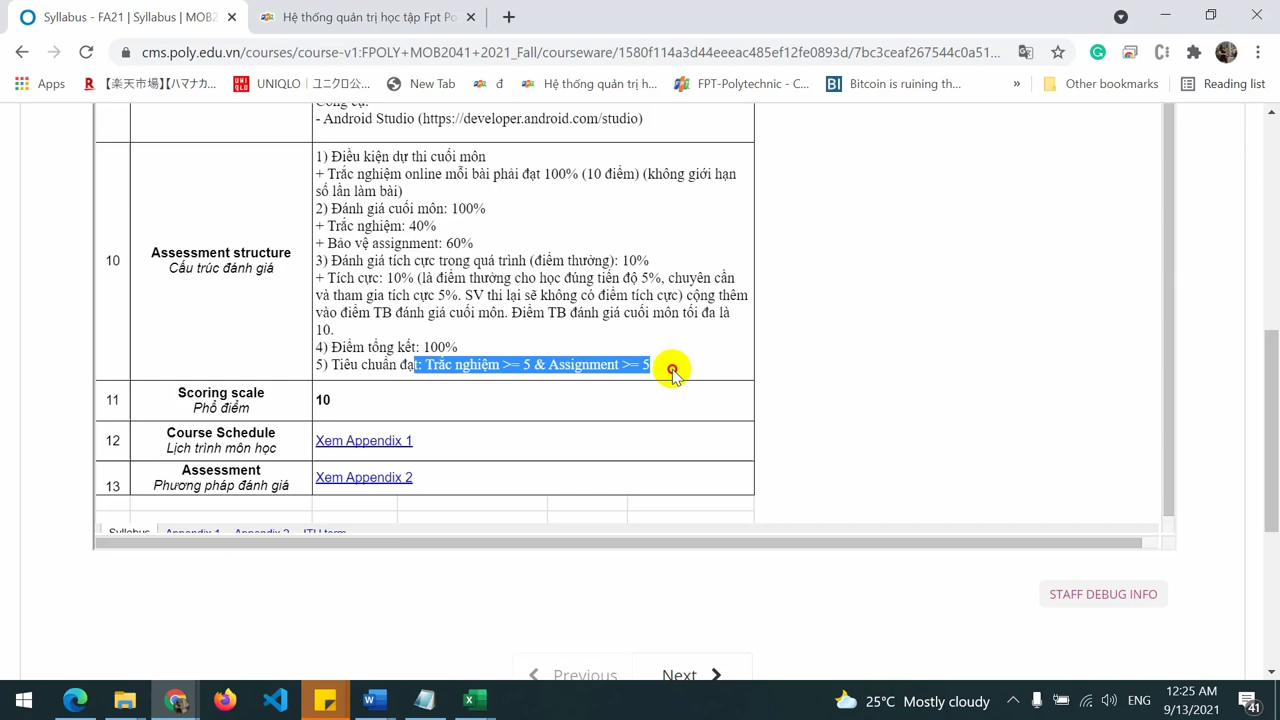 Syllabus - FA21 | Syllabus | MOB2
Hệ thống quản trị học tập Fpt Po
cms.poly.edu.vn/courses/course-v1:FPOLY+MOB2041+2021_Fall/courseware/1580f114a3d44eeeac485ef12fe0893d/7bc3ceaf267544c0a51...
Apps
【楽天市場】【ハマナカ...
UNIQLO｜ユニクロ公...
New Tab
đ
Hệ thống quản trị h...
FPT-Polytechnic - C...
Bitcoin is ruining th...
»
Other bookmarks
Reading list
Công cụ:
- Android Studio (https://developer.android.com/studio)
10
Assessment structure
Cấu trúc đánh giá
1) Điều kiện dự thi cuối môn
+ Trắc nghiệm online mỗi bài phải đạt 100% (10 điểm) (không giới hạn
số lần làm bài)
2) Đánh giá cuối môn: 100%
+ Trắc nghiệm: 40%
+ Bảo vệ assignment: 60%
3) Đánh giá tích cực trong quá trình (điểm thưởng): 10%
+ Tích cực: 10% (là điểm thưởng cho học đúng tiến độ 5%, chuyên cần
và tham gia tích cực 5%. SV thi lại sẽ không có điểm tích cực) cộng thêm
vào điểm TB đánh giá cuối môn. Điểm TB đánh giá cuối môn tối đa là
10.
4) Điểm tổng kết: 100%
5) Tiêu chuẩn đạt: Trắc nghiệm >= 5 & Assignment >= 5
11
Scoring scale
Phổ điểm
10
12
Course Schedule
Lịch trình môn học
Xem Appendix 1
13
Assessment
Phương pháp đánh giá
Xem Appendix 2
Syllabus
Appendix 1
Appendix 2
ITU term
STAFF DEBUG INFO
Previous
Next
25°C Mostly cloudy
ENG
12:25 AM
9/13/2021
41